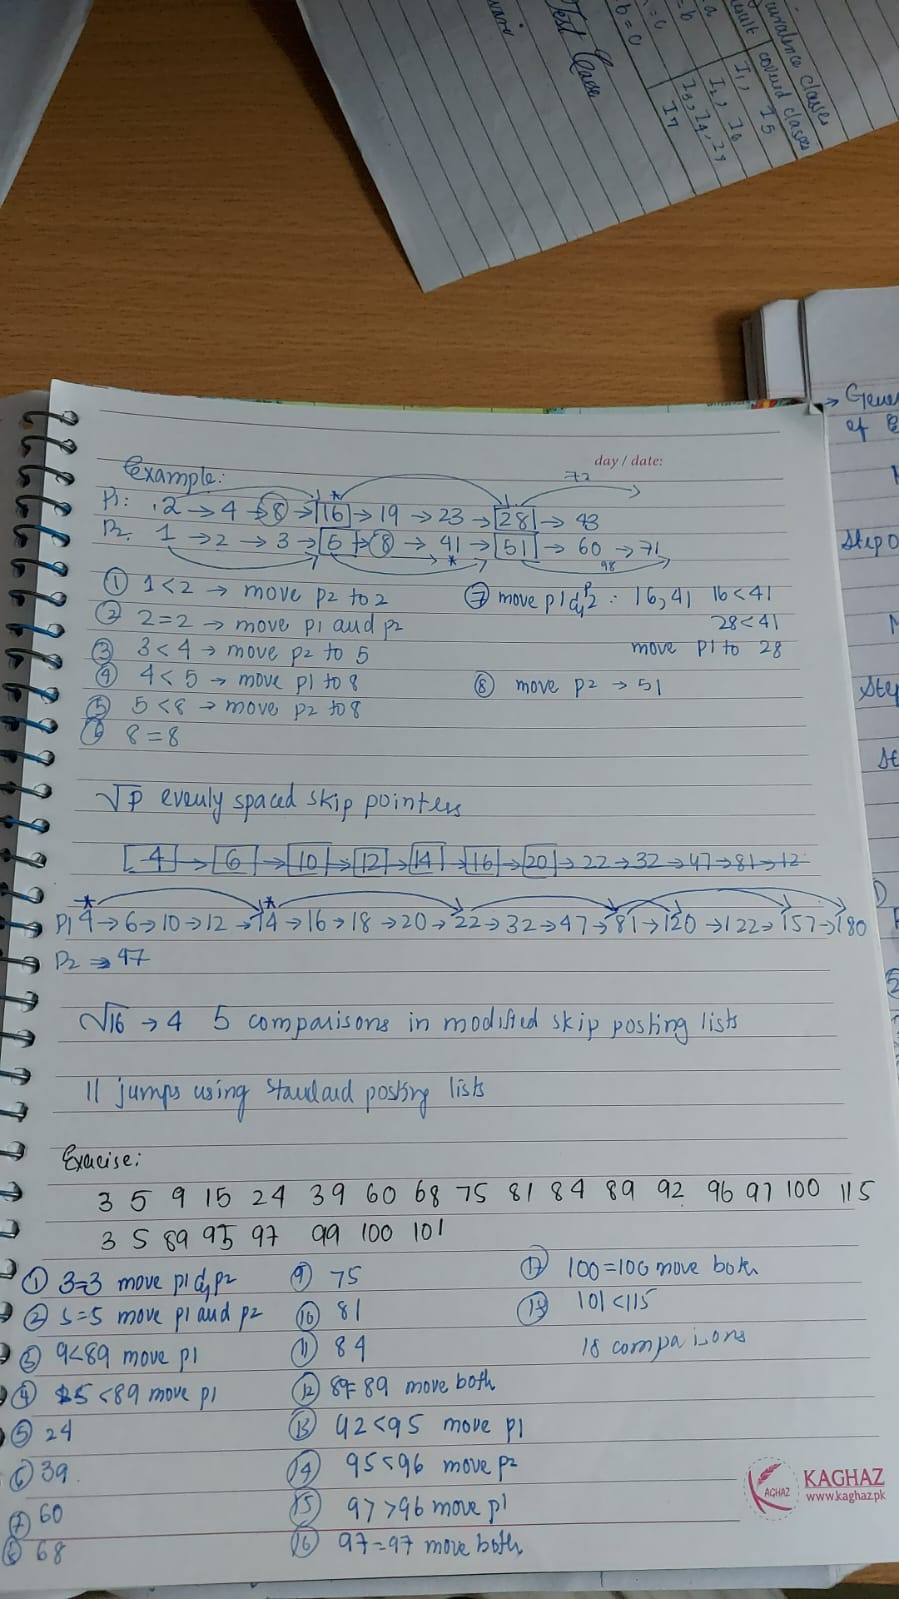 Test Case
b = c
I7
I3, I4, 29
I2, I6
I1, I5
covered classes
day / date:
Example:
72
P1: 2 → 4 → 8 → 16 → 19 → 23 → 28 → 43
P2. 1 → 2 → 3 → 5 → 8 → 41 → 51 → 60 → 71
98
① 1 < 2 → move p2 to 2
② 2 = 2 → move p1 and p2
③ 3 < 4 → move p2 to 5
④ 4 < 5 → move p1 to 8
⑤ 5 < 8 → move p2 to 8
⑥ 8 = 8
⑦ move p1 & p2 : 16, 41 16 < 41
28 < 41
move p1 to 28
⑧ move p2 → 51
√P evenly spaced skip pointers
4 → 6 → 10 → 12 → 14 → 16 → 20 → 22 → 32 → 47 → 81 → 12
P1 4 → 6 → 10 → 12 → 14 → 16 → 18 → 20 → 22 → 32 → 47 → 81 → 120 → 122 → 157 → 180
P2 → 47
√16 → 4 5 comparisons in modified skip posting lists
11 jumps using standard posting lists
Exercise:
3 5 9 15 24 39 60 68 75 81 84 89 92 96 97 100 115
3 5 89 95 97 99 100 101
① 3=3 move p1 & p2
② 5=5 move p1 and p2
③ 9<89 move p1
④ 15 <89 move p1
⑤ 24
⑥ 39
⑦ 60
⑧ 68
⑨ 75
⑩ 81
⑪ 84
⑫ 89=89 move both
⑬ 92<95 move p1
⑭ 95<96 move p2
⑮ 97 >96 move p1
⑯ 97=97 move both
⑰ 100=100 move both
⑱ 101 <115
18 comparisons
KAGHAZ
KAGHAZ
www.kaghaz.pk
→ Gener
of E
Step
Ste